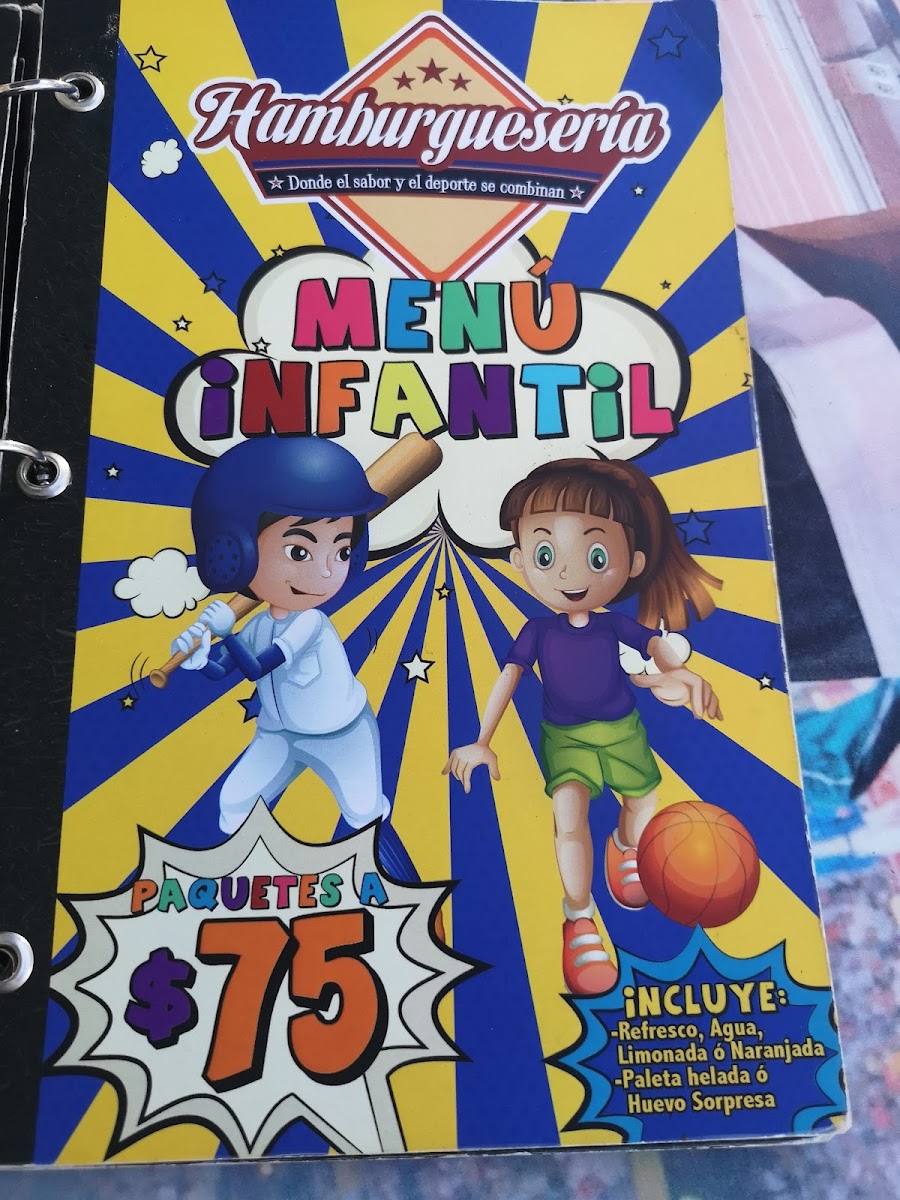 Hamburguesería
Donde el sabor y el deporte se combinan
MENÚ
iNFANTiL
PAQUETES A
$75
iNCLUYE:
-Refresco, Agua,
Limonada ó Naranjada
-Paleta helada ó
Huevo Sorpresa